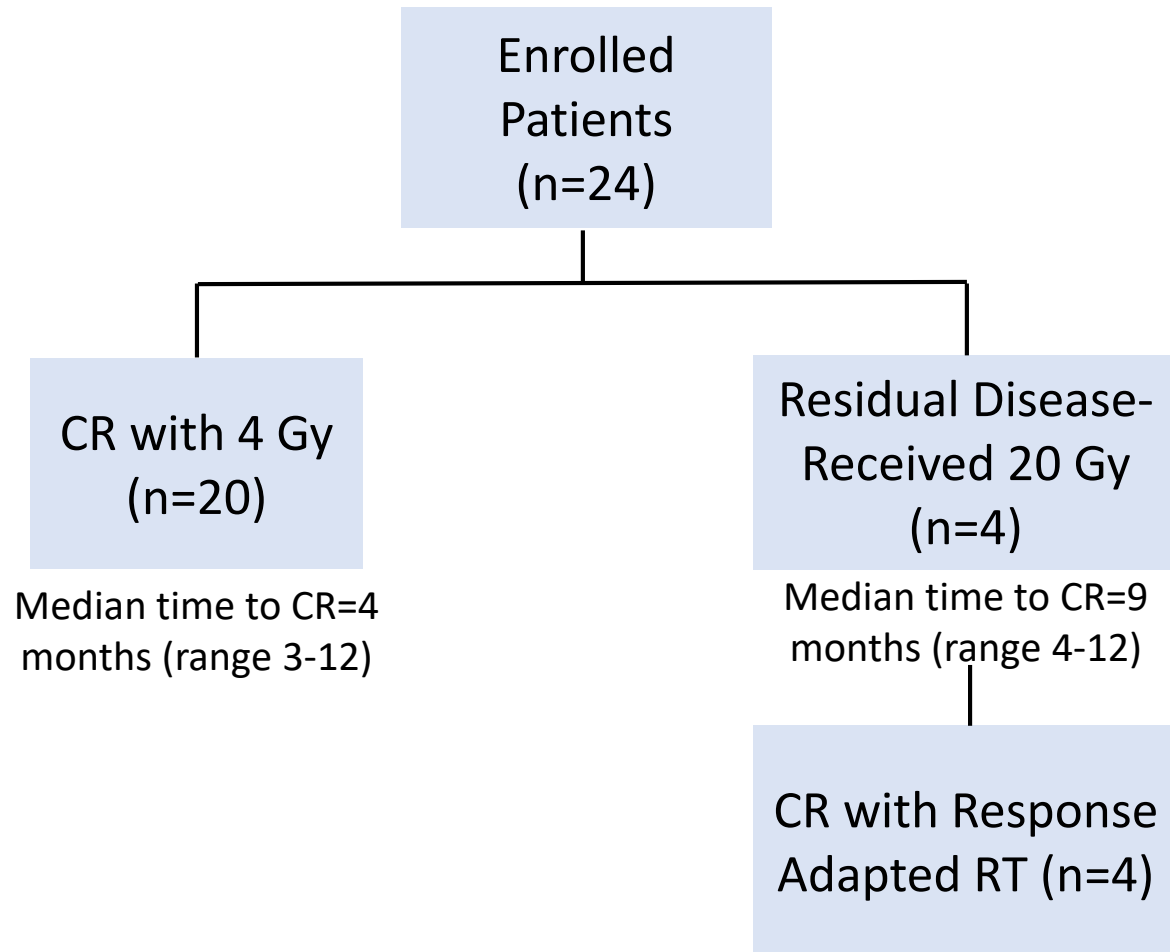 Enrolled
Patients
(n=24)
CR with 4 Gy
(n=20)
Median time to CR=4
months (range 3-12)
Residual Disease-
Received 20 Gy
(n=4)
Median time to CR=9
months (range 4-12)
CR with Response
Adapted RT (n=4)